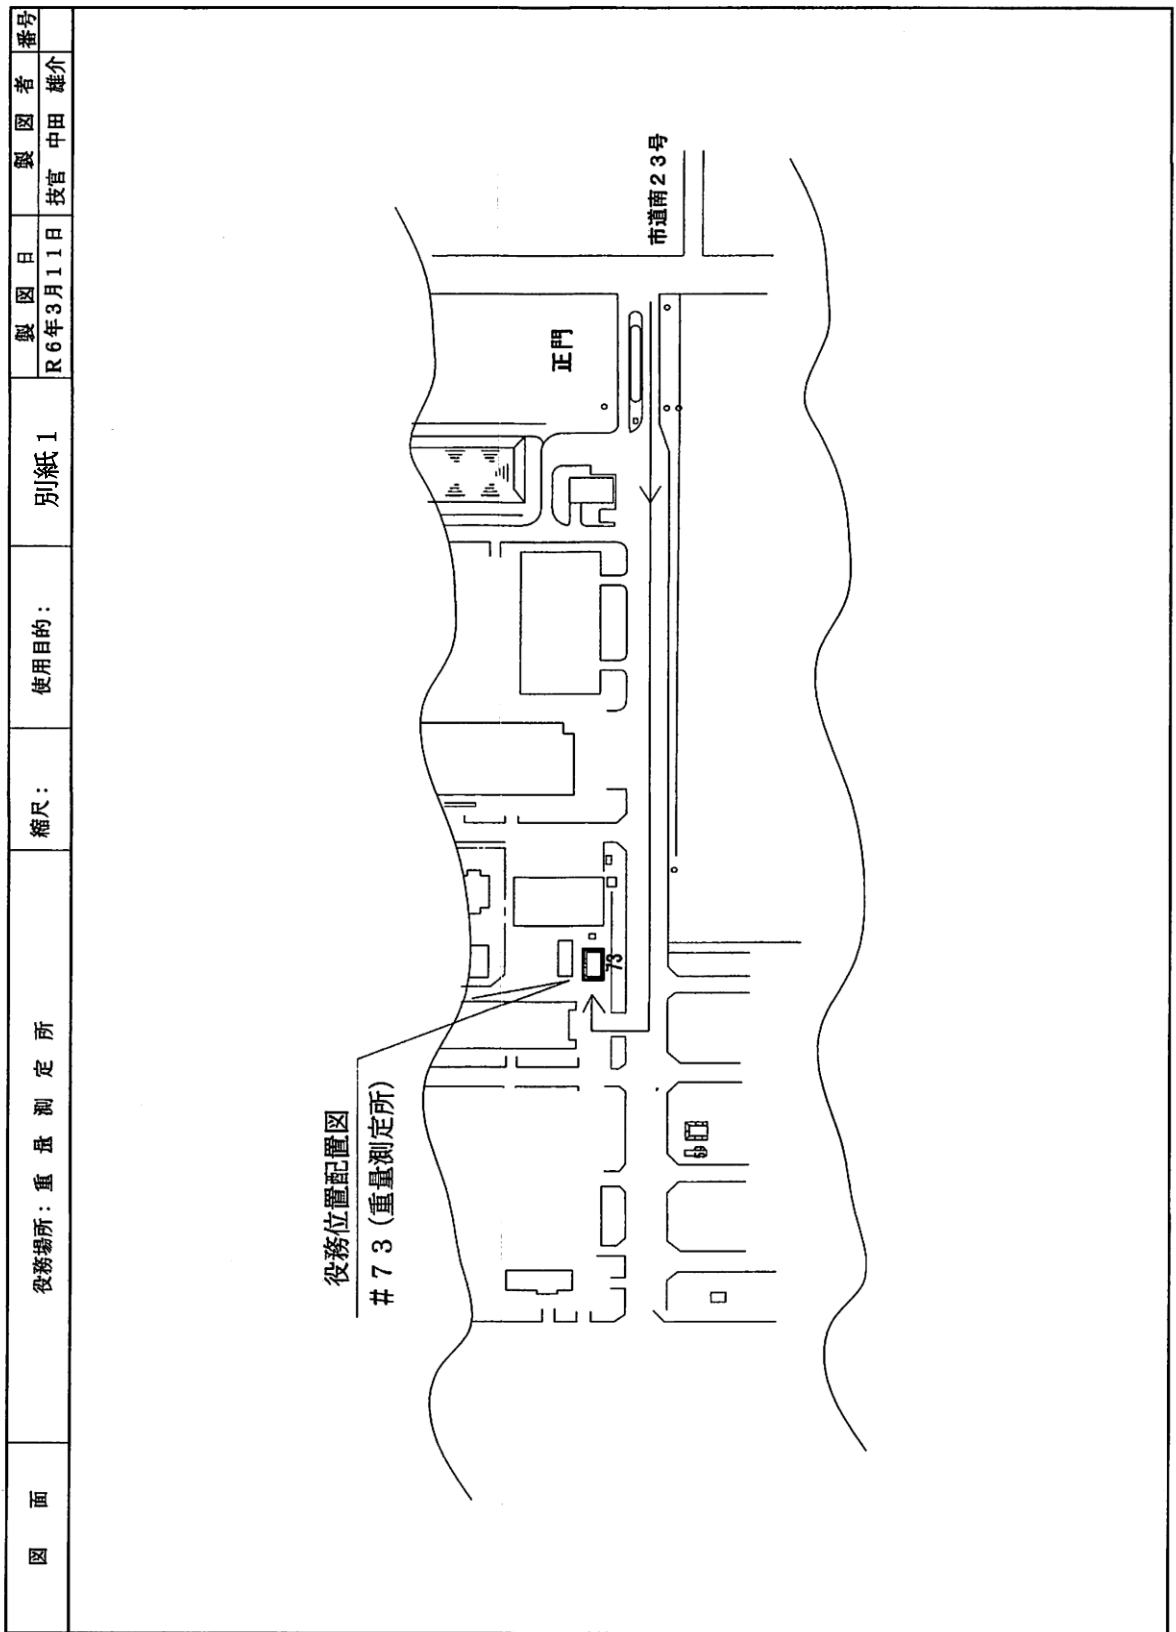 図 面
役務場所：重 量 測 定 所
縮尺：
使用目的：
別紙１
製 図 日
R６年３月１１日
製 図 者
技官 中田 雄介
番号
役務位置配置図
＃７３（重量測定所）
正門
市道南２３号
73
59